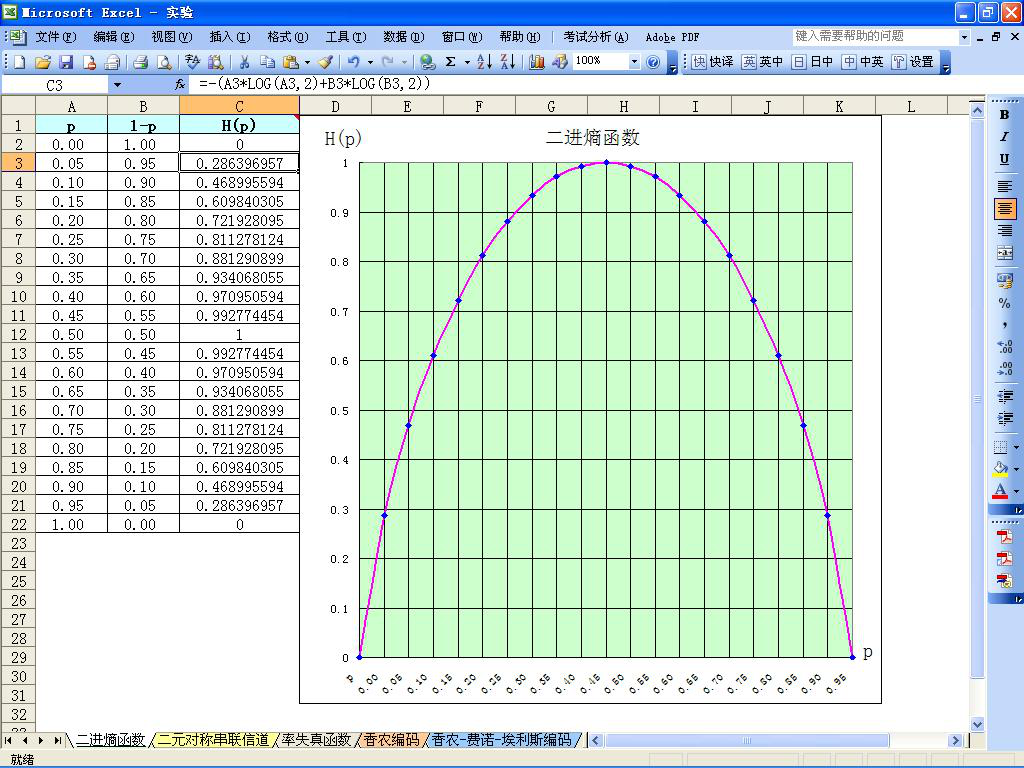 Microsoft Excel - 实验
文件(F) 编辑(E) 视图(V) 插入(I) 格式(O) 工具(T) 数据(D) 窗口(W) 帮助(H) 考试分析(A) Adobe PDF 键入需要帮助的问题
100% 快译 英中 日中 中英 设置
C3 fx =-(A3*LOG(A3,2)+B3*LOG(B3,2))
A B C D E F G H I J K L
1 p 1-p H(p)
2 0.00 1.00 0
3 0.05 0.95 0.286396957
4 0.10 0.90 0.468995594
5 0.15 0.85 0.609840305
6 0.20 0.80 0.721928095
7 0.25 0.75 0.811278124
8 0.30 0.70 0.881290899
9 0.35 0.65 0.934068055
10 0.40 0.60 0.970950594
11 0.45 0.55 0.992774454
12 0.50 0.50 1
13 0.55 0.45 0.992774454
14 0.60 0.40 0.970950594
15 0.65 0.35 0.934068055
16 0.70 0.30 0.881290899
17 0.75 0.25 0.811278124
18 0.80 0.20 0.721928095
19 0.85 0.15 0.609840305
20 0.90 0.10 0.468995594
21 0.95 0.05 0.286396957
22 1.00 0.00 0
23
24
25
26
27
28
29
30
31
32
H(p) 二进熵函数
1
0.9
0.8
0.7
0.6
0.5
0.4
0.3
0.2
0.1
0
p
p 0.00 0.05 0.10 0.15 0.20 0.25 0.30 0.35 0.40 0.45 0.50 0.55 0.60 0.65 0.70 0.75 0.80 0.85 0.90 0.95
B
I
U
%
,
二进熵函数 二元对称串联信道 率失真函数 香农编码 香农-费诺-埃利斯编码
就绪